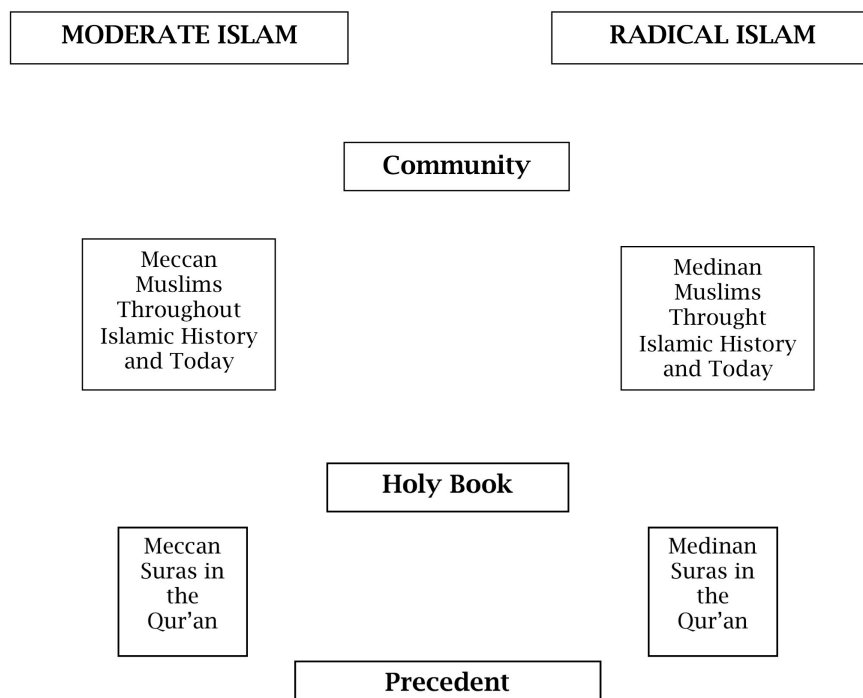 MODERATE ISLAM
RADICAL ISLAM
Community
Meccan
Muslims
Throughout
Islamic History
and Today
Medinan
Muslims
Throught
Islamic History
and Today
Holy Book
Meccan
Suras in
the
Qur’an
Medinan
Suras in
the
Qur’an
Precedent